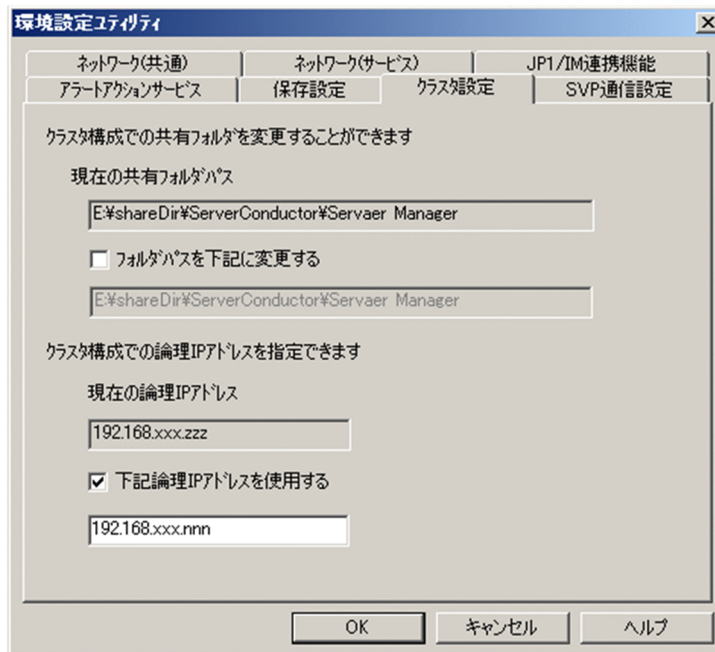 環境設定ユティリティ
ネットワーク(共通)
ネットワーク(サービス)
JP1/IM連携機能
アラートアクションサービス
保存設定
クラスタ設定
SVP通信設定
クラスタ構成での共有フォルダを変更することができます
現在の共有フォルダパス
E:¥shareDir¥ServerConductor¥Servaer Manager
フォルダパスを下記に変更する
E:¥shareDir¥ServerConductor¥Servaer Manager
クラスタ構成での論理IPアドレスを指定できます
現在の論理IPアドレス
192.168.xxx.zzz
下記論理IPアドレスを使用する
192.168.xxx.nnn
OK
キャンセル
ヘルプ